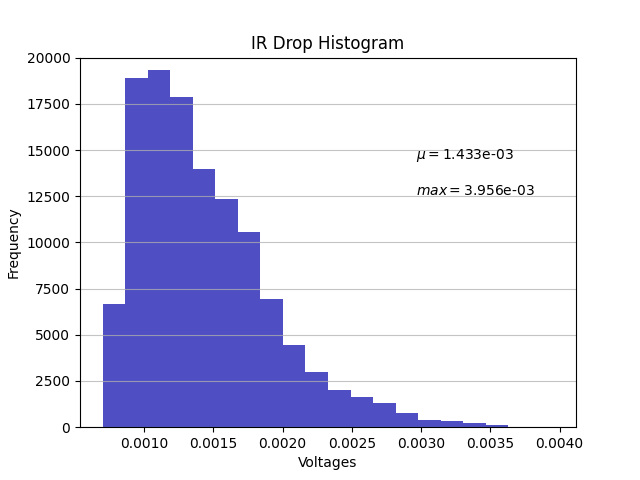 IR Drop Histogram
20000
17500
15000
12500
10000
7500
5000
2500
0
Frequency
μ = 1.433e-03
max = 3.956e-03
0.0010 0.0015 0.0020 0.0025 0.0030 0.0035 0.0040
Voltages